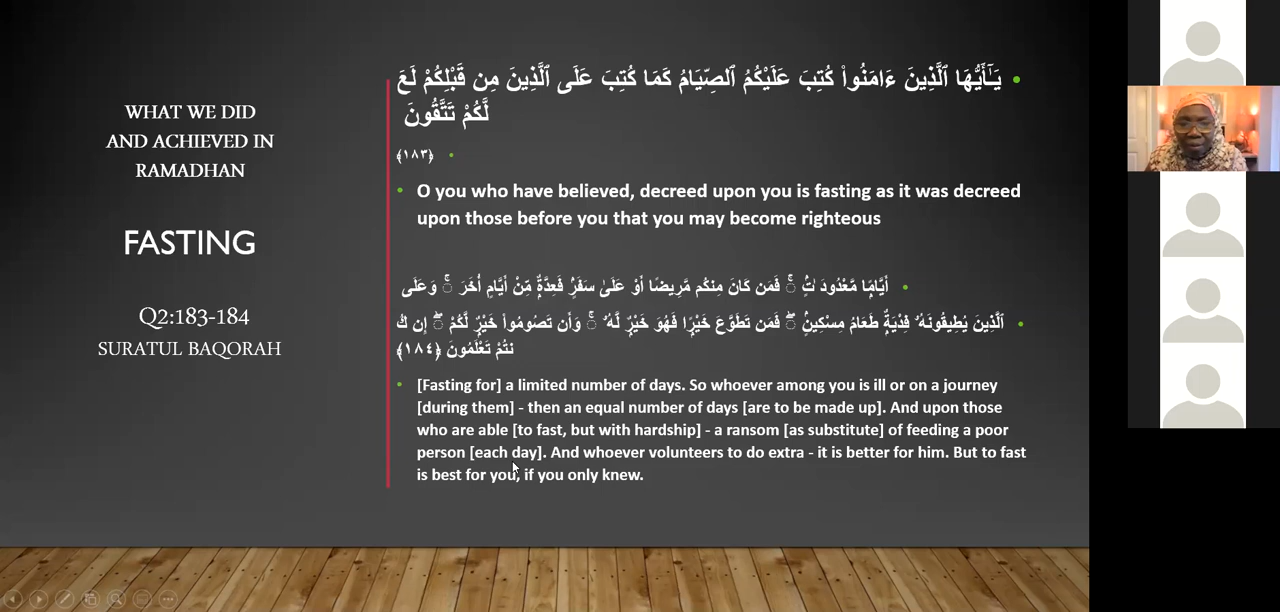 WHAT WE DID
AND ACHIEVED IN
RAMADHAN
FASTING
Q2:183-184
SURATUL BAQORAH
يَـٰٓأَيُّهَا ٱلَّذِينَ ءَامَنُوا۟ كُتِبَ عَلَيْكُمُ ٱلصِّيَامُ كَمَا كُتِبَ عَلَى ٱلَّذِينَ مِن قَبْلِكُمْ لَعَ
لَّكُمْ تَتَّقُونَ
﴿١٨٣﴾
O you who have believed, decreed upon you is fasting as it was decreed
upon those before you that you may become righteous
أَيَّامًا مَّعْدُودَ ٰتٍ ۚ فَمَن كَانَ مِنكُم مَّرِيضًا أَوْ عَلَىٰ سَفَرٍ فَعِدَّةٌ مِّنْ أَيَّامٍ أُخَرَ ۚ وَعَلَى
ٱلَّذِينَ يُطِيقُونَهُ ۥ فِدْيَةٌ طَعَامُ مِسْكِينٍ ۖ فَمَن تَطَوَّعَ خَيْرًا فَهُوَ خَيْرٌ لَّهُ ۥ ۚ وَأَن تَصُومُوا۟ خَيْرٌ لَّكُمْ ۖ إِن كُ
نتُمْ تَعْلَمُونَ ﴿١٨٤﴾
[Fasting for] a limited number of days. So whoever among you is ill or on a journey
[during them] - then an equal number of days [are to be made up]. And upon those
who are able [to fast, but with hardship] - a ransom [as substitute] of feeding a poor
person [each day]. And whoever volunteers to do extra - it is better for him. But to fast
is best for you, if you only knew.